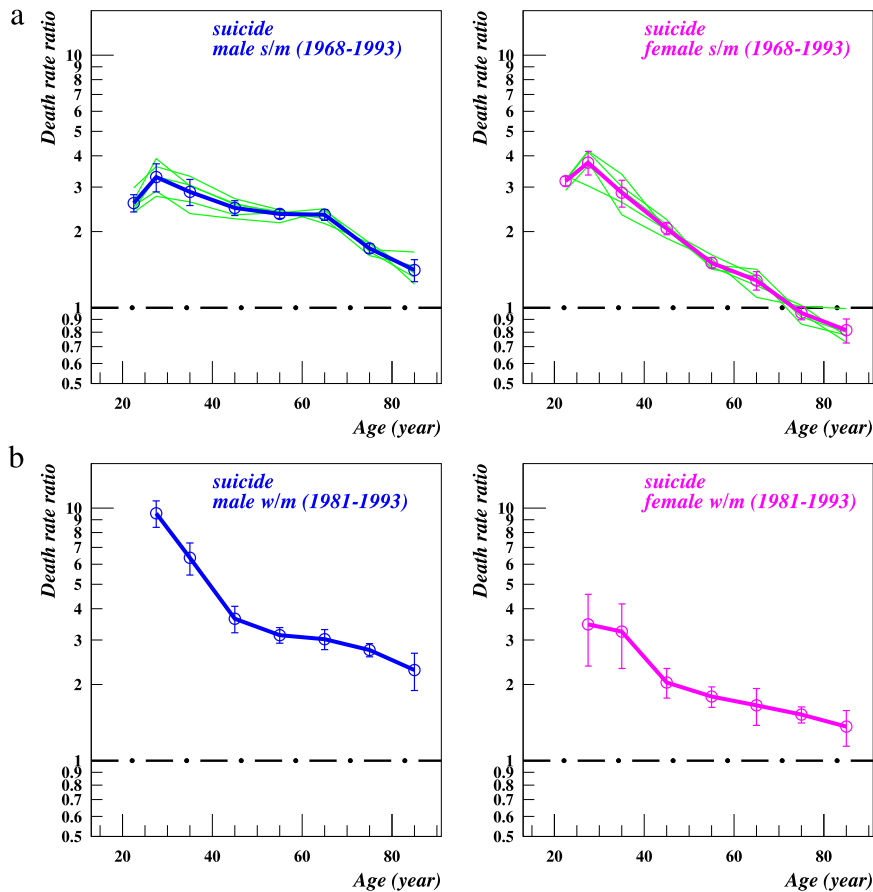 a
suicide
male s/m (1968-1993)
Death rate ratio
10
9
8
7
6
5
4
3
2
1
0.9
0.8
0.7
0.6
0.5
20 40 60 80
Age (year)
suicide
female s/m (1968-1993)
Death rate ratio
10
9
8
7
6
5
4
3
2
1
0.9
0.8
0.7
0.6
0.5
20 40 60 80
Age (year)
b
suicide
male w/m (1981-1993)
Death rate ratio
10
9
8
7
6
5
4
3
2
1
0.9
0.8
0.7
0.6
0.5
20 40 60 80
Age (year)
suicide
female w/m (1981-1993)
Death rate ratio
10
9
8
7
6
5
4
3
2
1
0.9
0.8
0.7
0.6
0.5
20 40 60 80
Age (year)